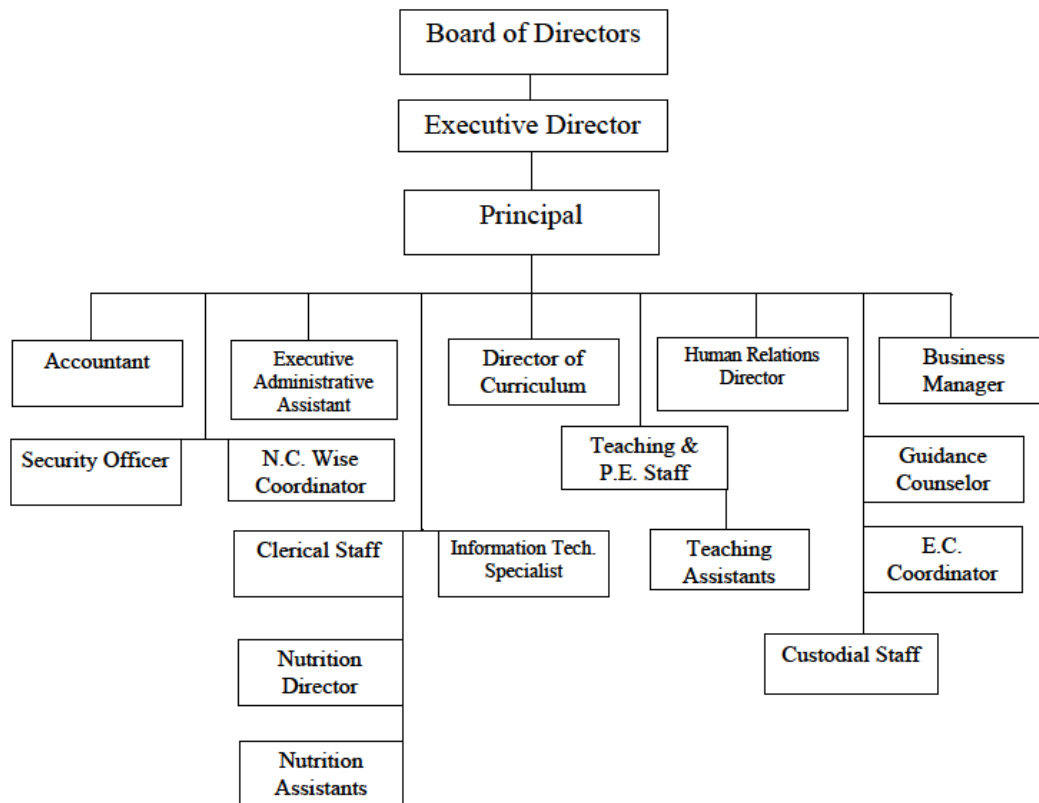 Board of Directors
Executive Director
Principal
Accountant
Executive
Administrative
Assistant
Director of
Curriculum
Human Relations
Director
Business
Manager
Security Officer
N.C. Wise
Coordinator
Teaching &
P.E. Staff
Guidance
Counselor
Clerical Staff
Information Tech.
Specialist
Teaching
Assistants
E.C.
Coordinator
Nutrition
Director
Custodial Staff
Nutrition
Assistants